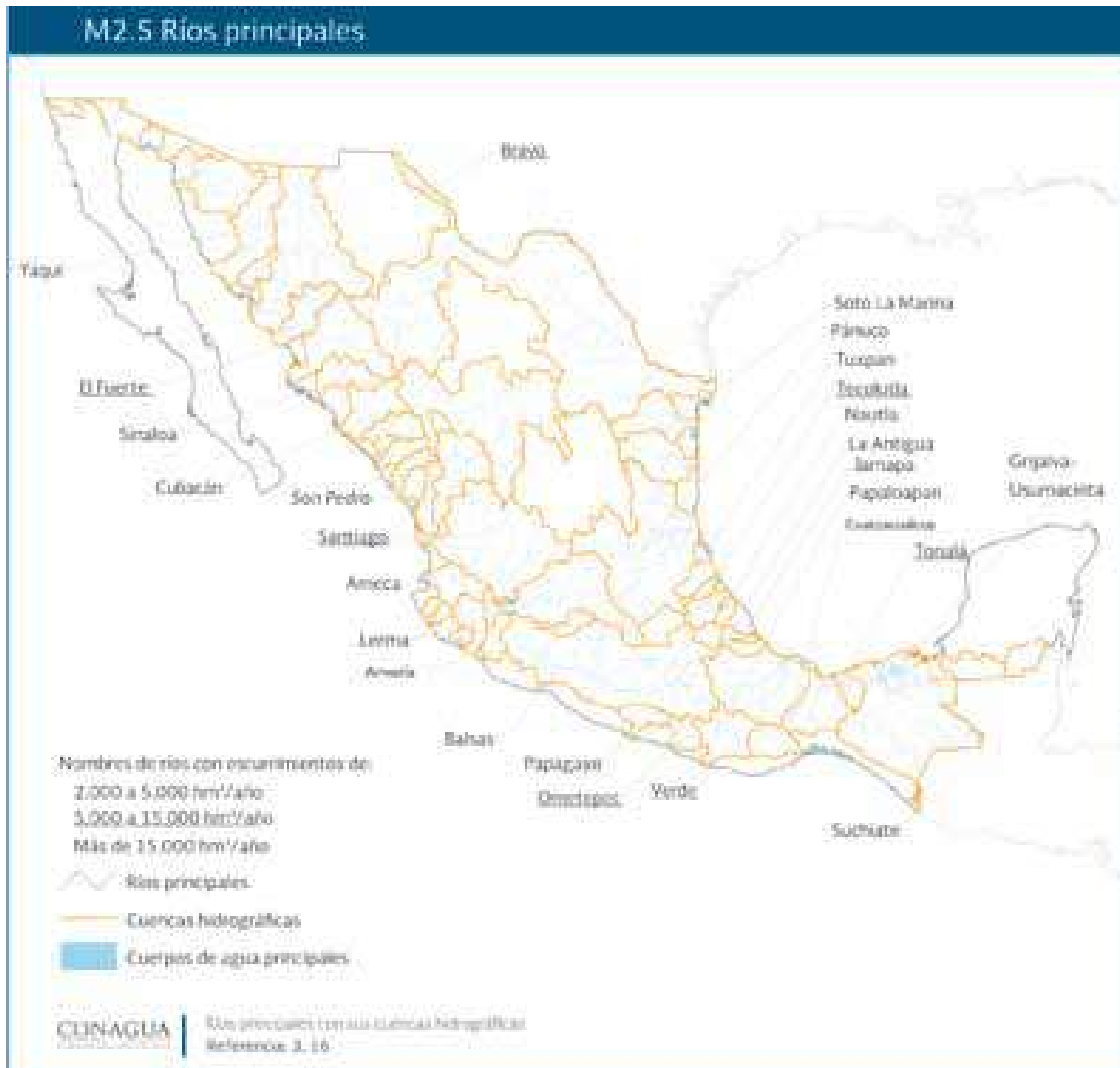 M2.5 Ríos principales
Bravo
Yaqui
Soto La Marina
Pánuco
Tuxpan
Tecolutla
Nautla
La Antigua
Jamapa
Papaloapan
Coatzacoalcos
Tonalá
Grijalva-
Usumacinta
El Fuerte
Sinaloa
Culiacán
San Pedro
Santiago
Ameca
Lerma
Armería
Balsas
Papagayo
Ometepec
Verde
Suchiate
Nombres de ríos con escurrimientos de:
2.000 a 5.000 hm³/año
5.000 a 15.000 hm³/año
Más de 15.000 hm³/año
Ríos principales
Cuencas hidrográficas
Cuerpos de agua principales
CONAGUA
Ríos principales con sus cuencas hidrográficas
Referencia: 3, 16